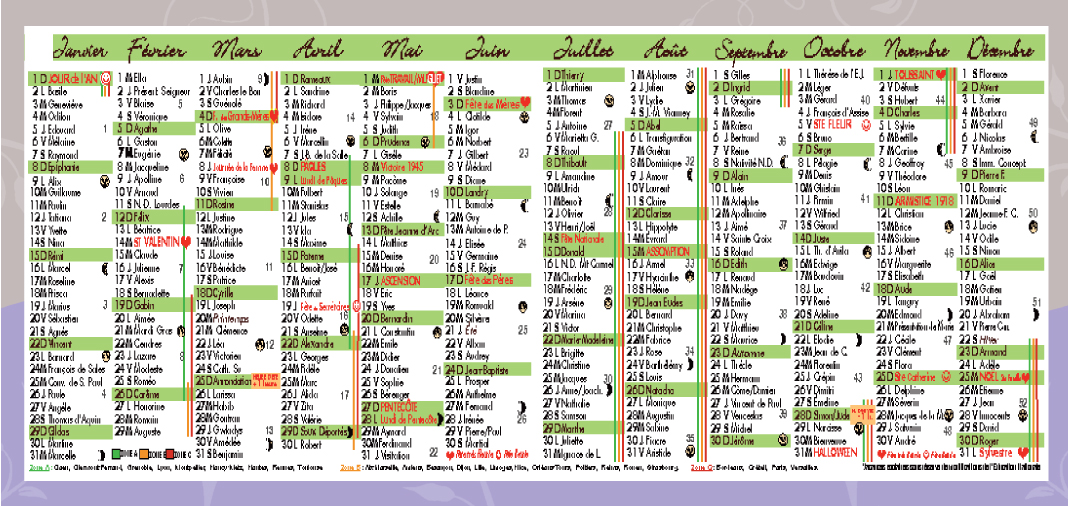 Janvier Février Mars Avril Mai Juin Juillet Août Septembre Octobre Novembre Décembre
1 D JOUR de l'AN
2 L Basile
3 M Geneviève
4 M Odilon
5 J Edouard 1
6 V Mélaine
7 S Raymond
8 D Epiphanie
9 L Alix
10 M Guillaume
11 M Paulin
12 J Tatiana 2
13 V Yvette
14 S Nina
15 D Rémi
16 L Marcel
17 M Roseline
18 M Prisca
19 J Marius 3
20 V Sébastien
21 S Agnès
22 D Vincent
23 L Barnard
24 M François de Sales
25 M Conv. de S. Paul
26 J Paule 4
27 V Angèle
28 S Thomas d'Aquin
29 D Gildas
30 L Martine
31 M Marcelle
1 M Ella
2 J Présent. Seigneur
3 V Blaise 5
4 S Véronique
5 D Agathe
6 L Gaston
7 M Eugénie
8 M Jacqueline
9 J Apolline 6
10 V Arnaud
11 S N.D. Lourdes
12 D Félix
13 L Béatrice
14 M ST VALENTIN
15 M Claude
16 J Julienne 7
17 V Alexis
18 S Bernadette
19 D Gabin
20 L Aimée
21 M Mardi Gras
22 M Cendres
23 J Lazare 8
24 V Modeste
25 S Roméo
26 D Carême
27 L Honorine
28 M Romain
29 M Auguste
1 J Aubin 9
2 V Charles le Bon
3 S Guénolé
4 D F. des Grands-Mères
5 L Olive
6 M Colette
7 M Félicité
8 J Journée de la Femme
9 V Françoise 10
10 S Vivien
11 D Rosine
12 L Justine
13 M Rodrigue
14 M Mathilde
15 J Louise
16 V Bénédicte 11
17 S Patrice
18 D Cyrille
19 L Joseph
20 M Printemps
21 M Clémence
22 J Léa 12
23 V Victorien
24 S Cath. Su
25 D Annonciation
26 L Larissa
27 M Habib
28 M Gontran
29 J Gwladys 13
30 V Amédée
31 S Benjamin
1 D Rameaux
2 L Sandrine
3 M Richard
4 M Isidore 14
5 J Irène
6 V Marcellin
7 S J.B. de la Salle
8 D PAQUES
9 L Lundi de Pâques
10 M Fulbert
11 M Stanislas
12 J Jules 15
13 V Ida
14 S Maxime
15 D Paterne
16 L Benoît/José
17 M Anicet
18 M Parfait
19 J Fête des Secrétaires
20 V Odette 16
21 S Anselme
22 D Alexandre
23 L Georges
24 M Fidèle
25 M Marc
26 J Alida 17
27 V Zita
28 S Valérie
29 D Souv. Déportés
30 L Robert
1 M Fête TRAVAIL/MUGUET
2 M Boris
3 J Philippe/Jacques
4 V Sylvain 18
5 S Judith
6 D Prudence
7 L Gisèle
8 M Victoire 1945
9 M Pacôme
10 J Solange 19
11 V Estelle
12 S Achille
13 D Fête Jeanne d'Arc
14 L Matthias
15 M Denise 20
16 M Honoré
17 J ASCENSION
18 V Eric
19 S Yves
20 D Bernardin
21 L Constantin
22 M Emile
23 M Didier
24 J Donatien 21
25 V Sophie
26 S Bérenger
27 D PENTECÔTE
28 L Lundi de Pentecôte
29 M Aymard
30 M Ferdinand
31 J Visitation 22
1 V Justin
2 S Blandine
3 D Fête des Mères
4 L Clotilde
5 M Igor
6 M Norbert
7 J Gilbert 23
8 V Médard
9 S Diane
10 D Landry
11 L Barnabé
12 M Guy
13 M Antoine de P.
14 J Elisée 24
15 V Germaine
16 S J.F. Régis
17 D Fête des Pères
18 L Léonce
19 M Romuald
20 M Silvère
21 J Eté 25
22 V Alban
23 S Audrey
24 D Jean-Baptiste
25 L Prosper
26 M Anthelme
27 M Fernand
28 J Irénée 26
29 V Pierre/Paul
30 S Martial
1 D Thierry
2 L Martinien
3 M Thomas
4 M Florent
5 J Antoine 27
6 V Mariette G.
7 S Raoul
8 D Thibault
9 L Amandine
10 M Ulrich
11 M Benoît
12 J Olivier 28
13 V Henri/Joël
14 S Fête Nationale
15 D Donald
16 L N.D. Mt Carmel
17 M Charlotte
18 M Frédéric 29
19 J Arsène
20 V Marina
21 S Victor
22 D Marie-Madeleine
23 L Brigitte
24 M Christine
25 M Jacques 30
26 J Anne/Joach.
27 V Nathalie
28 S Samson
29 D Marthe
30 L Juliette
31 M Ignace de L.
1 M Alphonse 31
2 J Julien
3 V Lydie
4 S J.-M. Vianney
5 D Abel
6 L Transfiguration
7 M Gaétan
8 M Dominique 32
9 J Amour
10 V Laurent
11 S Claire
12 D Clarisse
13 L Hippolyte
14 M Evrard
15 M ASSOMPTION
16 J Armel 33
17 V Hyacinthe
18 S Hélène
19 D Jean Eudes
20 L Bernard
21 M Christophe
22 M Fabrice
23 J Rose 34
24 V Barthélémy
25 S Louis
26 D Natacha
27 L Monique
28 M Augustin
29 M Sabine
30 J Fiacre 35
31 V Aristide
1 S Gilles
2 D Ingrid
3 L Grégoire
4 M Rosalie
5 M Raïssa
6 J Bertrand 36
7 V Reine
8 S Nativité N.D.
9 D Alain
10 L Inès
11 M Adelphe
12 M Apollinaire
13 J Aimé 37
14 V Sainte Croix
15 S Roland
16 D Edith
17 L Renaud
18 M Nadège
19 M Emilie
20 J Davy 38
21 V Matthieu
22 S Maurice
23 D Automne
24 L Thècle
25 M Hermann
26 M Côme/Damien
27 J Vincent de Paul
28 V Venceslas 39
29 S Michel
30 D Jérôme
1 L Thérèse de l'E.J.
2 M Léger
3 M Gérard 40
4 J François d'Assise
5 V STE FLEUR
6 S Bruno
7 D Serge
8 L Pélagie
9 M Denis
10 M Ghislain
11 J Firmin 41
12 V Wilfried
13 S Géraud
14 D Juste
15 L Th. d'Avila
16 M Edwige
17 M Baudouin
18 J Luc 42
19 V René
20 S Adeline
21 D Céline
22 M Elodie
23 M Jean de C.
24 M Florentin
25 J Crépin 43
26 V Dimitri
27 S Emeline
28 D Simon/Jude
29 L Narcisse
30 M Bienvenue
31 M HALLOWEEN
1 J TOUSSAINT
2 V Défunts
3 S Hubert 44
4 D Charles
5 L Sylvie
6 M Bertille
7 M Carine
8 J Geoffroy 45
9 V Théodore
10 S Léon
11 D ARMISTICE 1918
12 L Christian
13 M Brice
14 M Sidoine
15 J Albert 46
16 V Marguerite
17 S Elisabeth
18 D Aude
19 L Tanguy
20 M Edmond
21 M Présentation de Marie
22 J Cécile 47
23 V Clément
24 S Flora
25 D Ste Catherine
26 L Delphine
27 M Séverin
28 M Jacques de la M.
29 J Saturnin 48
30 V André
1 S Florence
2 D Avent
3 L Xavier
4 M Barbara
5 M Gérald 49
6 J Nicolas
7 V Ambroise
8 S Imm. Concept
9 D Pierre F.
10 L Romaric
11 M Daniel
12 M Jeanne F. C. 50
13 J Lucie
14 V Odile
15 S Ninon
16 D Alice
17 L Gaël
18 M Gatien
19 M Urbain 51
20 J Abraham
21 V Pierre Can.
22 S Hiver
23 D Armand
24 L Adèle
25 M NOËL
26 M Etienne
27 J Jean 52
28 V Innocents
29 S David
30 D Roger
31 L Sylvestre
ZONE A ZONE B ZONE C
Zone A : Caen, Clermont-Ferrand, Grenoble, Lyon, Montpellier, Nancy-Metz, Nantes, Rennes, Toulouse. Zone B : Aix-Marseille, Amiens, Besançon, Dijon, Lille, Limoges, Nice, Orléans-Tours, Poitiers, Reims, Rouen, Strasbourg. Zone C : Bordeaux, Créteil, Paris, Versailles.